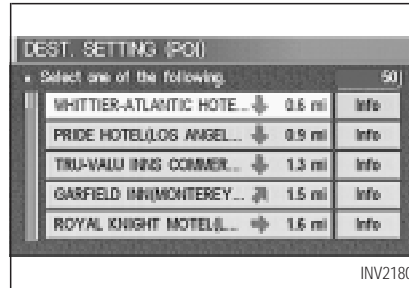 DEST. SETTING (POI)
Select one of the following. 50
WHITTIER-ATLANTIC HOTE... 0.6 mi Info
PRIDE HOTEL(LOS ANGEL... 0.9 mi Info
TRU-VALU INNS COMMER... 1.3 mi Info
GARFIELD INN(MONTEREY... 1.5 mi Info
ROYAL KNIGHT MOTEL(L... 1.6 mi Info
INV2180